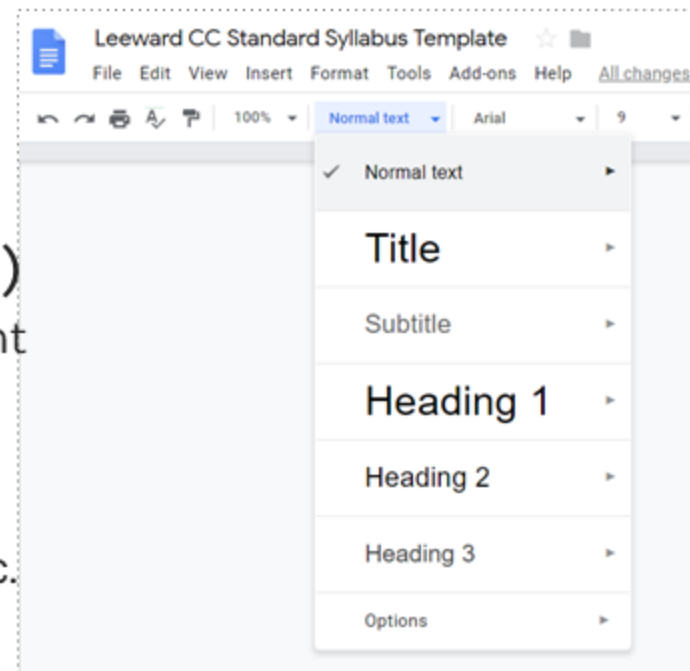 Leeward CC Standard Syllabus Template
File Edit View Insert Format Tools Add-ons Help All changes
100% Normal text Arial 9
Normal text
)
Title
Subtitle
nt
Heading 1
Heading 2
Heading 3
c.
Options